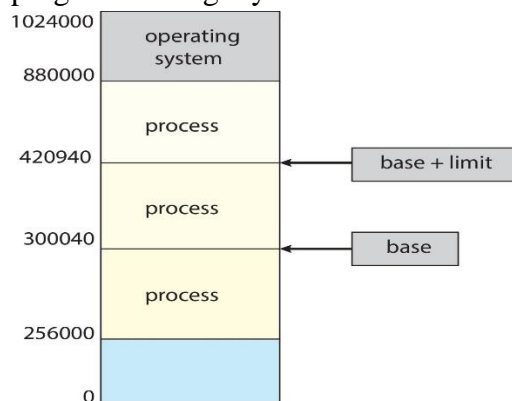 1024000
operating
system
880000
process
420940
base + limit
process
300040
base
process
256000
0